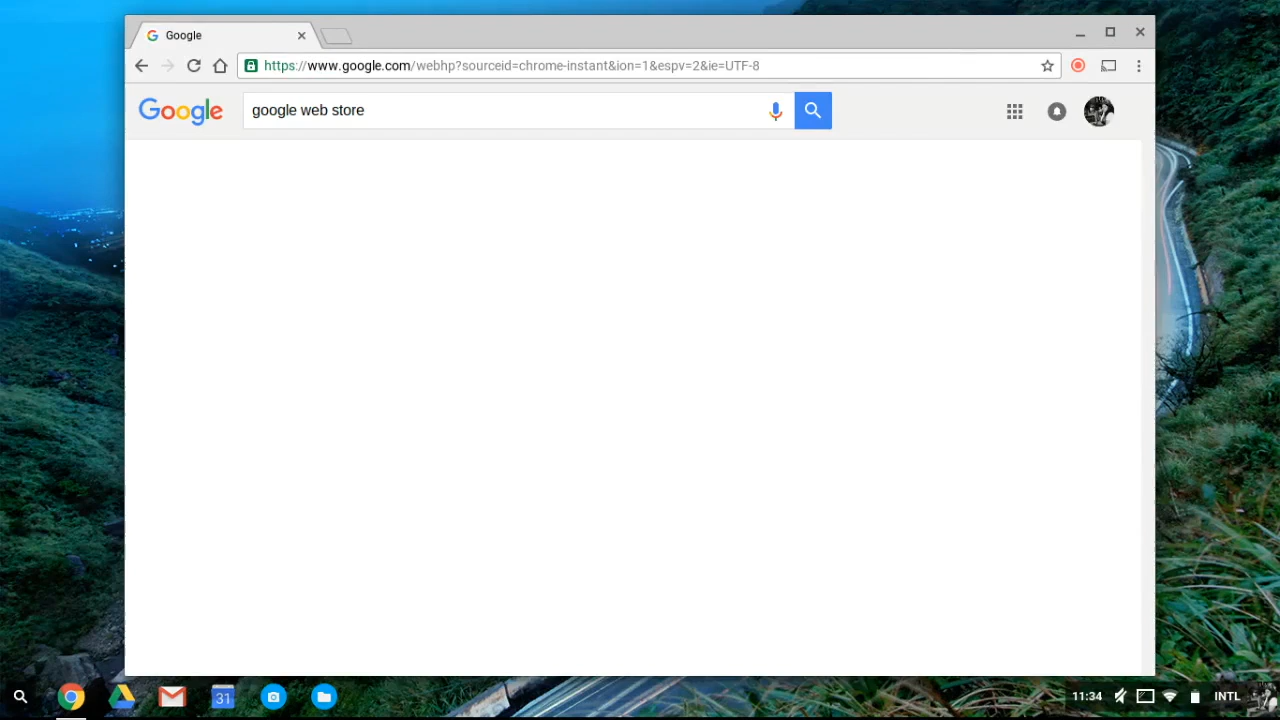 Google
https://www.google.com/webhp?sourceid=chrome-instant&ion=1&espv=2&ie=UTF-8
Google
google web store
31
11:34
INTL